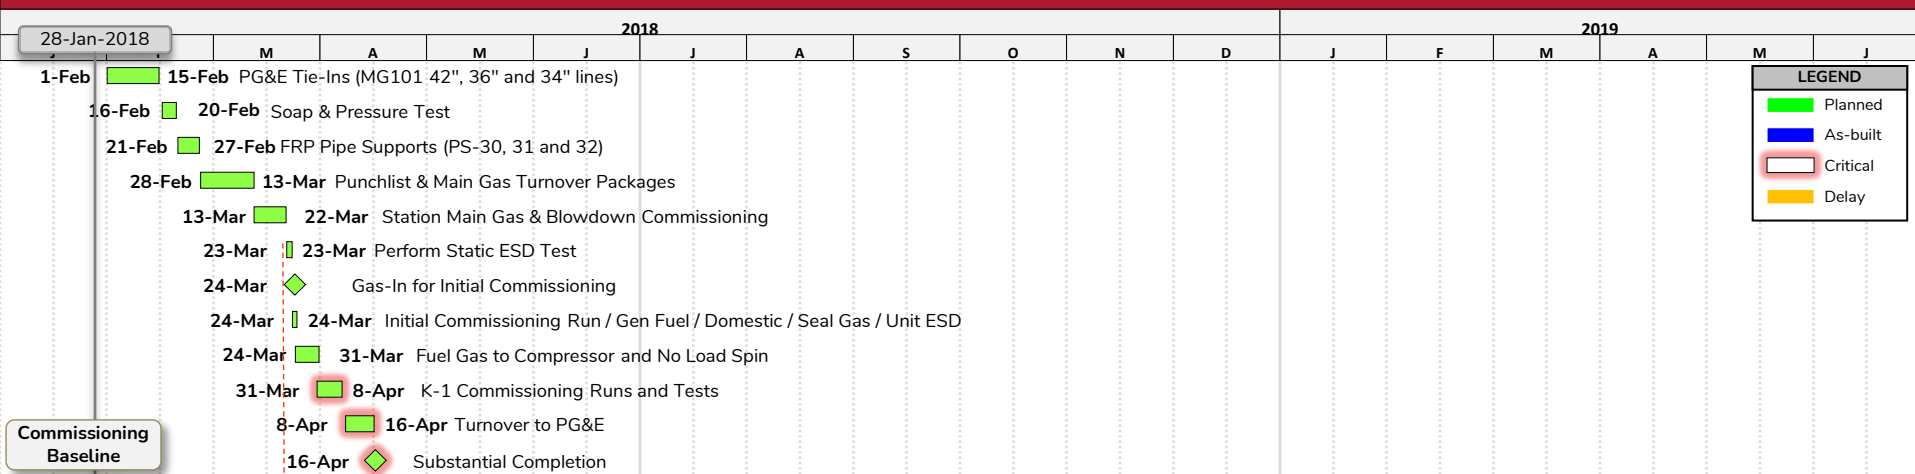 2018
2019
28-Jan-2018
M
A
M
J
J
A
S
O
N
D
J
F
M
A
M
J
1-Feb 15-Feb PG&E Tie-Ins (MG101 42", 36" and 34" lines)
16-Feb 20-Feb Soap & Pressure Test
21-Feb 27-Feb FRP Pipe Supports (PS-30, 31 and 32)
28-Feb 13-Mar Punchlist & Main Gas Turnover Packages
13-Mar 22-Mar Station Main Gas & Blowdown Commissioning
23-Mar 23-Mar Perform Static ESD Test
24-Mar Gas-In for Initial Commissioning
24-Mar 24-Mar Initial Commissioning Run / Gen Fuel / Domestic / Seal Gas / Unit ESD
24-Mar 31-Mar Fuel Gas to Compressor and No Load Spin
31-Mar 8-Apr K-1 Commissioning Runs and Tests
8-Apr 16-Apr Turnover to PG&E
16-Apr Substantial Completion
Commissioning
Baseline
LEGEND
Planned
As-built
Critical
Delay